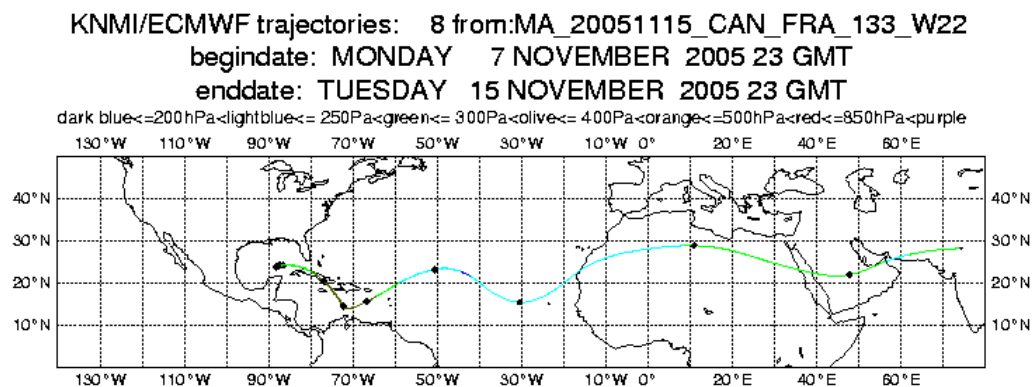 KNMI/ECMWF trajectories: 8 from:MA_20051115_CAN_FRA_133_W22
begindate: MONDAY 7 NOVEMBER 2005 23 GMT
enddate: TUESDAY 15 NOVEMBER 2005 23 GMT
dark blue<=200hPa<lightblue<= 250Pa<green<= 300Pa<olive<= 400Pa<orange<=500hPa<red<=850hPa<purple
130°W 110°W 90°W 70°W 50°W 30°W 10°W 0° 20°E 40°E 60°E
40°N 40°N
30°N 30°N
20°N 20°N
10°N 10°N
130°W 110°W 90°W 70°W 50°W 30°W 10°W 0° 20°E 40°E 60°E